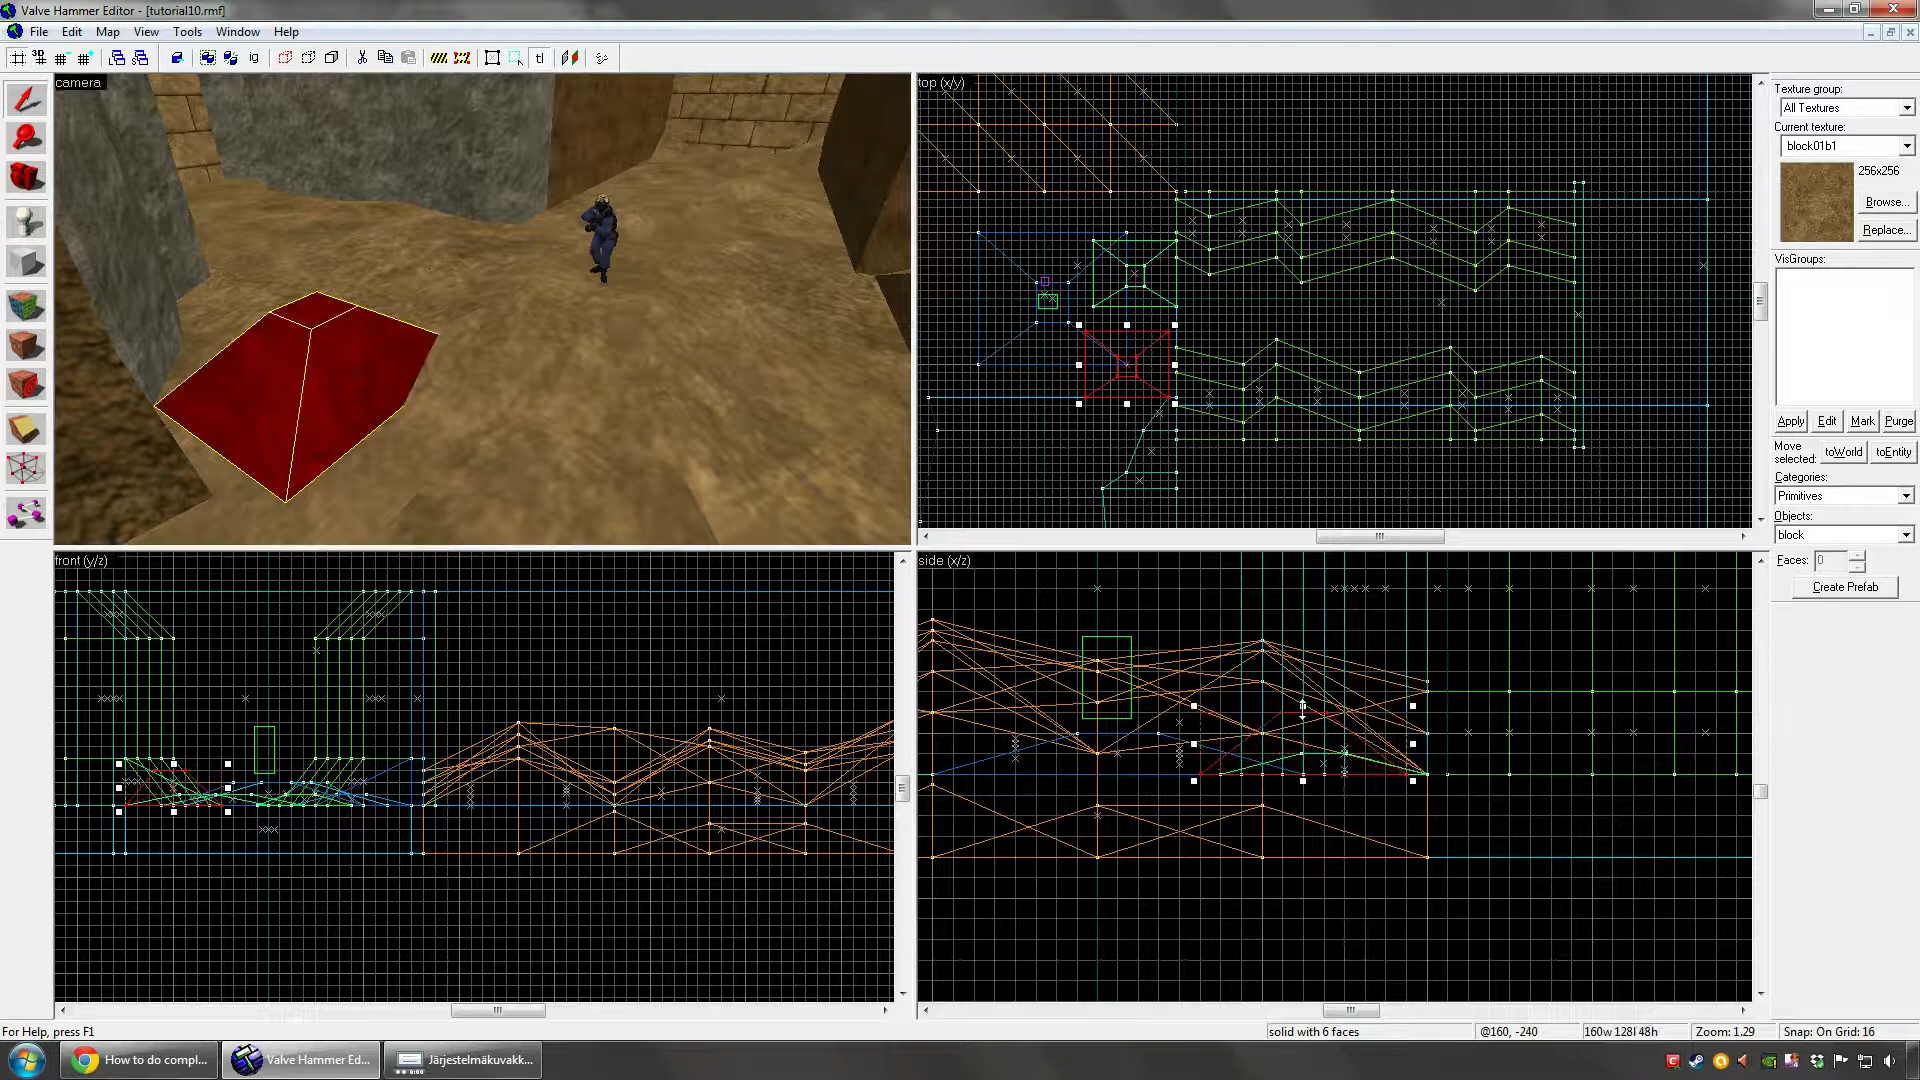 Valve Hammer Editor - [tutorial10.rmf]
File Edit Map View Tools Window Help
3D ig tl
camera
top (x/y)
front (y/z)
side (x/z)
Texture group:
All Textures
Current texture:
block01b1
256x256
Browse...
Replace...
VisGroups:
Apply Edit Mark Purge
Move selected: toWorld toEntity
Categories:
Primitives
Objects:
block
Faces: 0
Create Prefab
For Help, press F1
solid with 6 faces
@160, -240
160w 128l 48h
Zoom: 1.29
Snap: On Grid: 16
How to do compl...
Valve Hammer Ed...
Järjestelmäkuvakk...